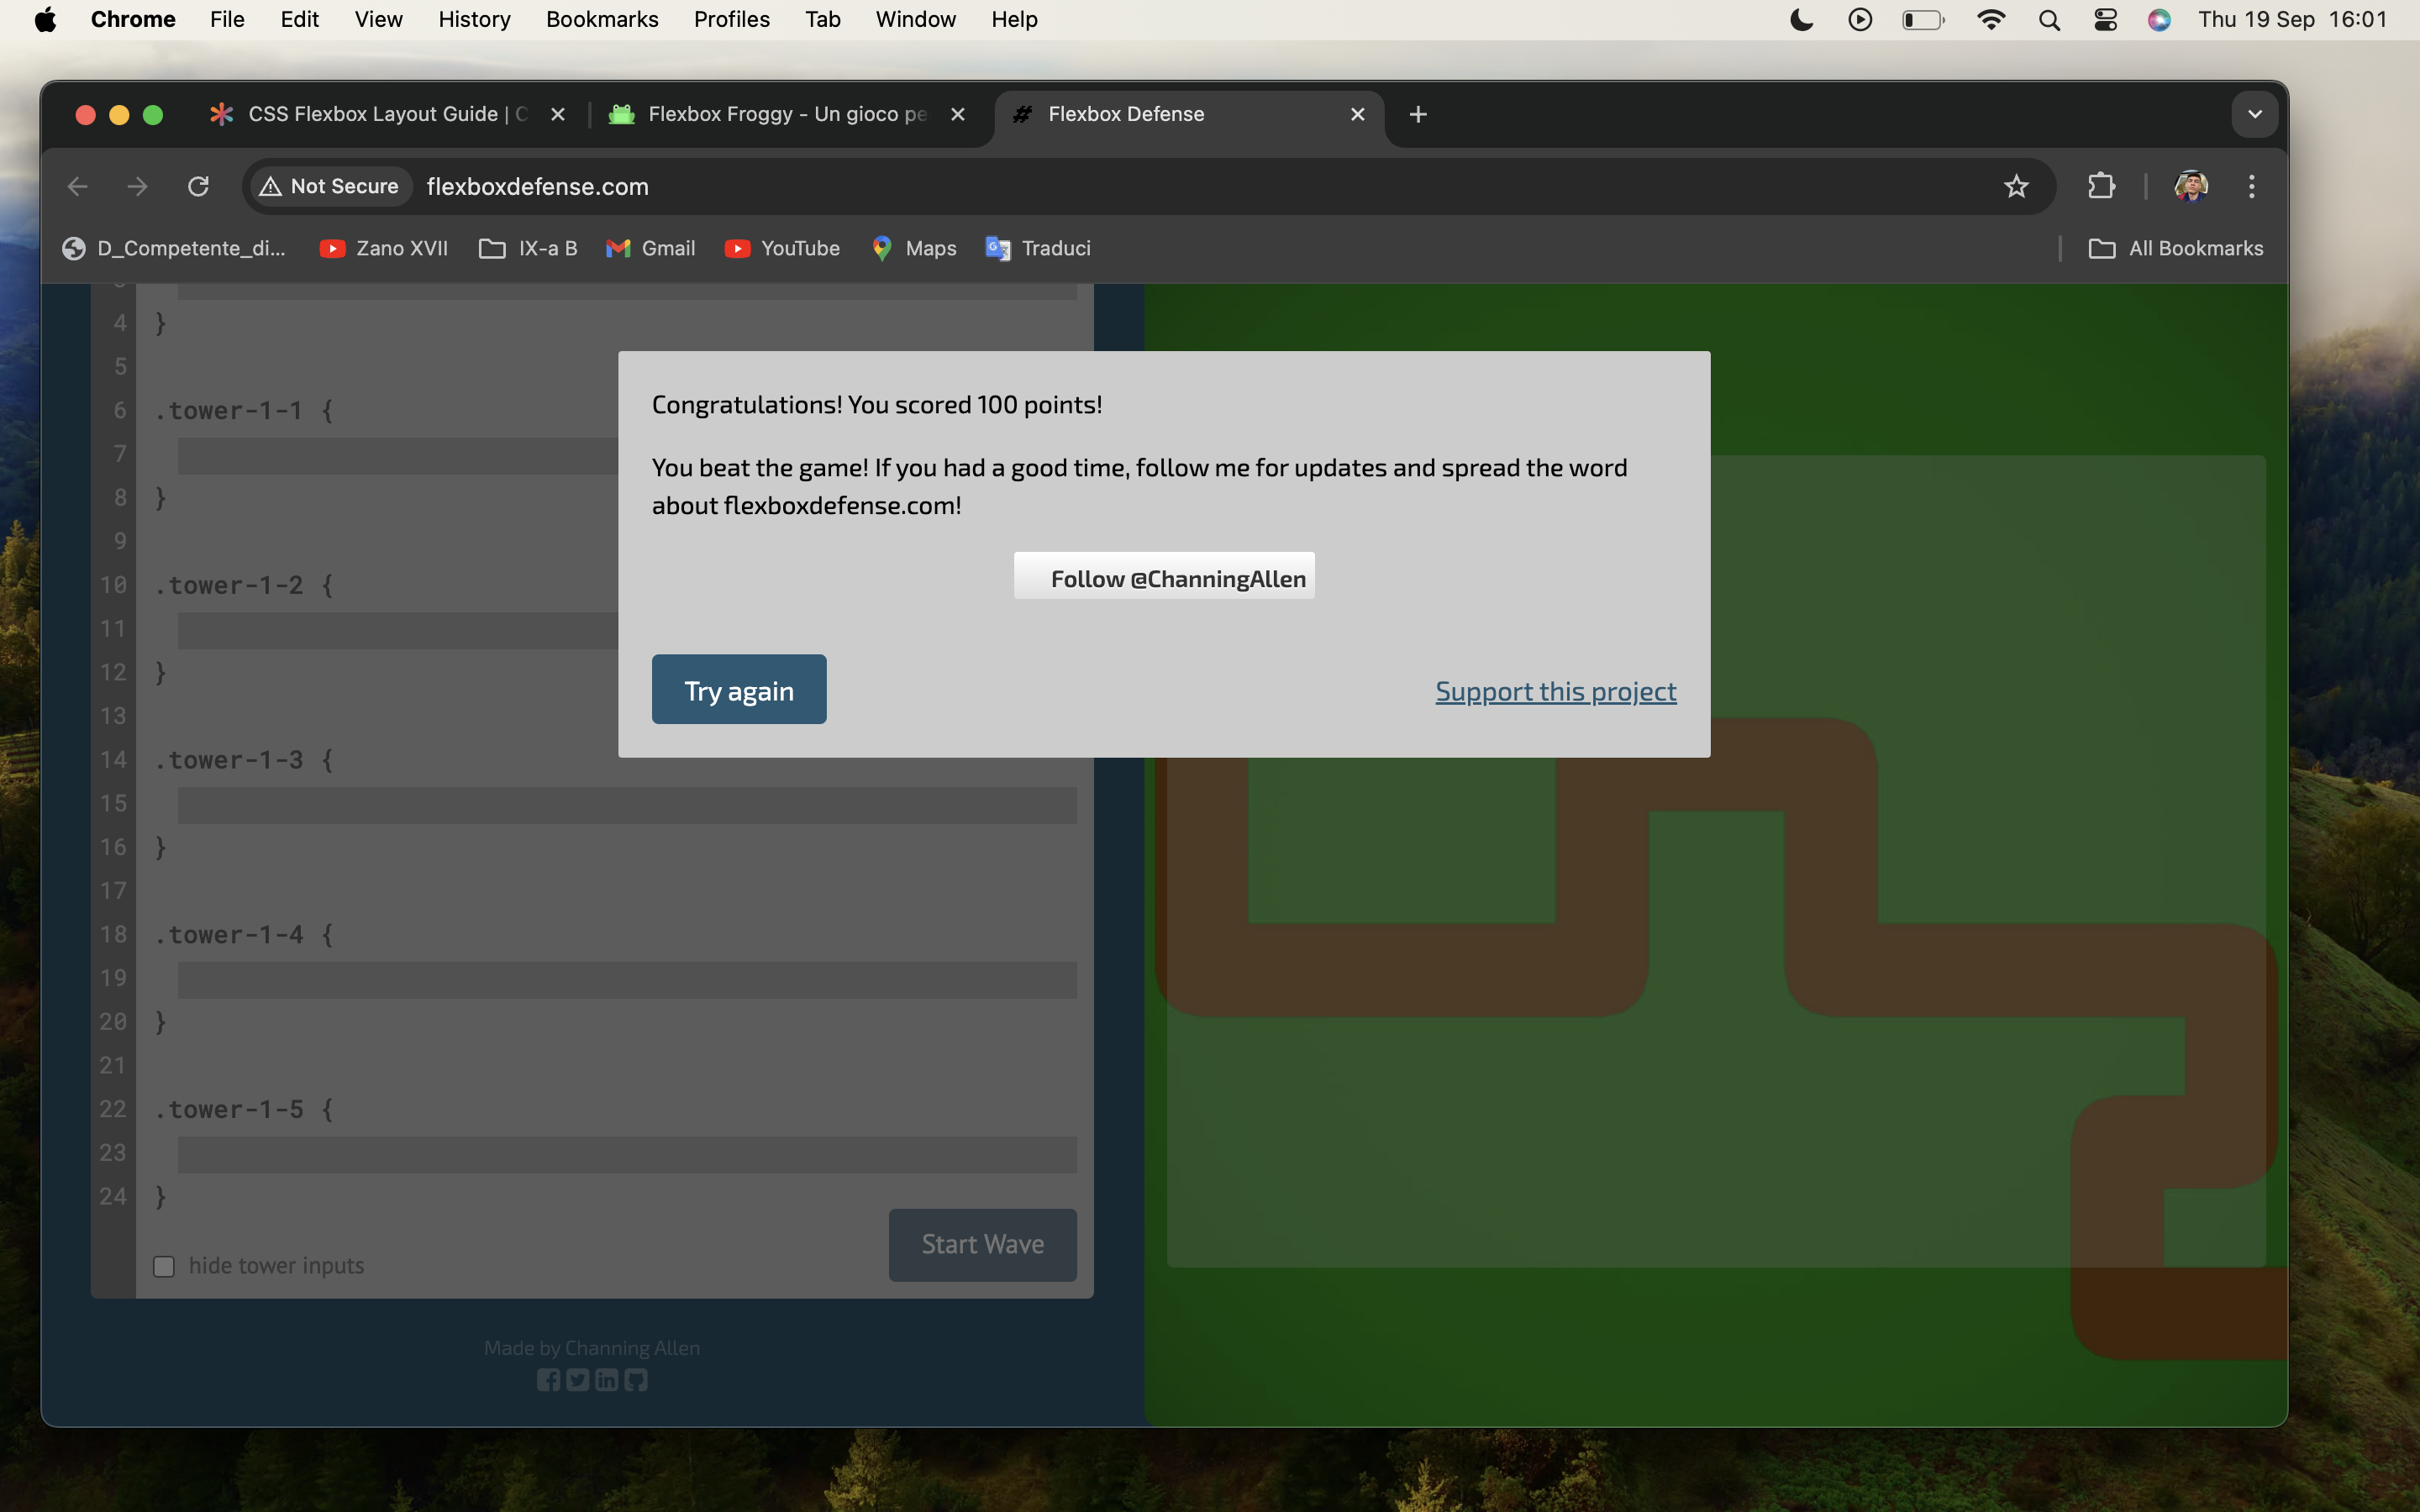 Chrome File Edit View History Bookmarks Profiles Tab Window Help Thu 19 Sep 16:01
CSS Flexbox Layout Guide | Flexbox Froggy - Un gioco pe Flexbox Defense
Not Secure flexboxdefense.com
D_Competente_di... Zano XVII IX-a B Gmail YouTube Maps Traduci All Bookmarks
4 }
5
6 .tower-1-1 {
7
8 }
9
10 .tower-1-2 {
11
12 }
13
14 .tower-1-3 {
15
16 }
17
18 .tower-1-4 {
19
20 }
21
22 .tower-1-5 {
23
24 }
hide tower inputs
Start Wave
Made by Channing Allen
Congratulations! You scored 100 points!
You beat the game! If you had a good time, follow me for updates and spread the word
about flexboxdefense.com!
Follow @ChanningAllen
Try again
Support this project